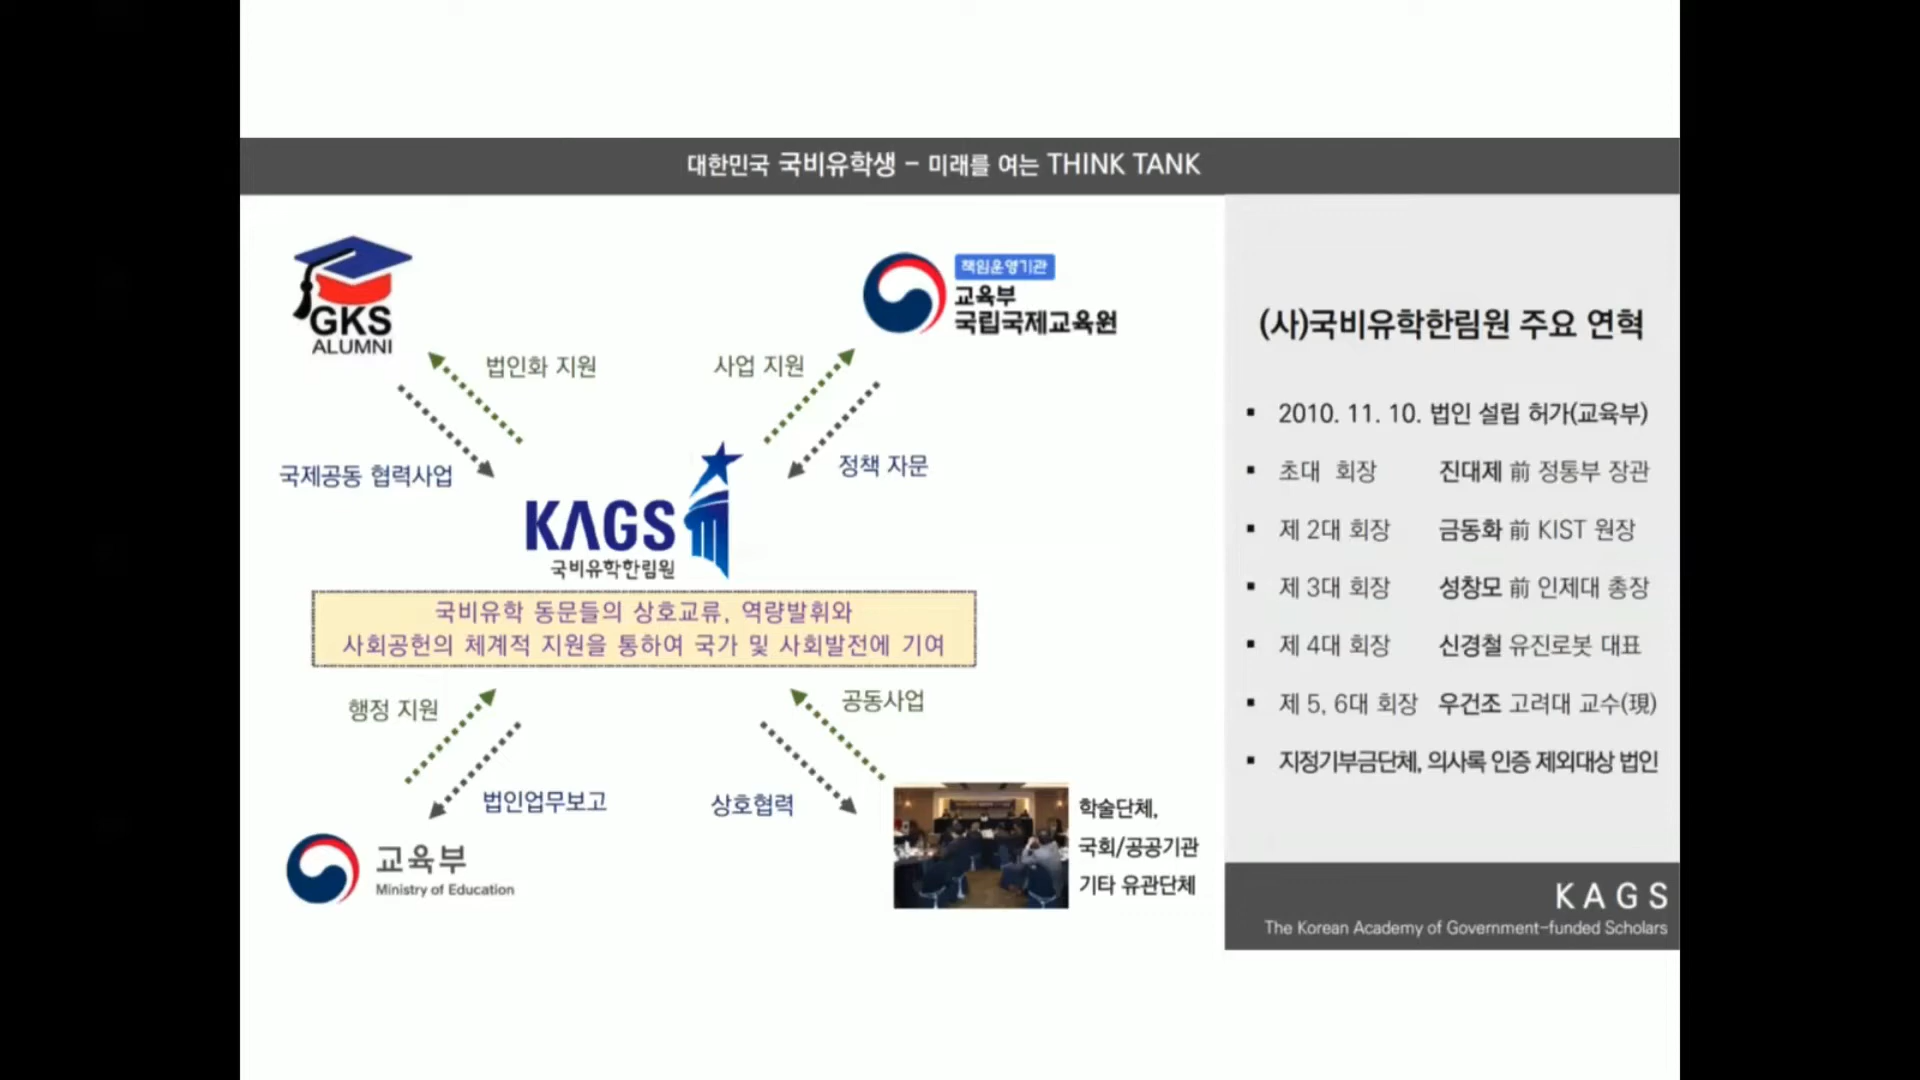 대한민국 국비유학생 – 미래를 여는 THINK TANK
GKS
ALUMNI
책임운영기관
교육부
국립국제교육원
법인화 지원
사업 지원
국제공동 협력사업
정책 자문
KAGS
국비유학한림원
국비유학 동문들의 상호교류, 역량발휘와
사회공헌의 체계적 지원을 통하여 국가 및 사회발전에 기여
행정 지원
공동사업
법인업무보고
상호협력
교육부
Ministry of Education
학술단체,
국회/공공기관
기타 유관단체
(사)국비유학한림원 주요 연혁
▪ 2010. 11. 10. 법인 설립 허가(교육부)
▪ 초대 회장 진대제 前 정통부 장관
▪ 제 2대 회장 금동화 前 KIST 원장
▪ 제 3대 회장 성창모 前 인제대 총장
▪ 제 4대 회장 신경철 유진로봇 대표
▪ 제 5, 6대 회장 우건조 고려대 교수(現)
▪ 지정기부금단체, 의사록 인증 제외대상 법인
KAGS
The Korean Academy of Government-funded Scholars